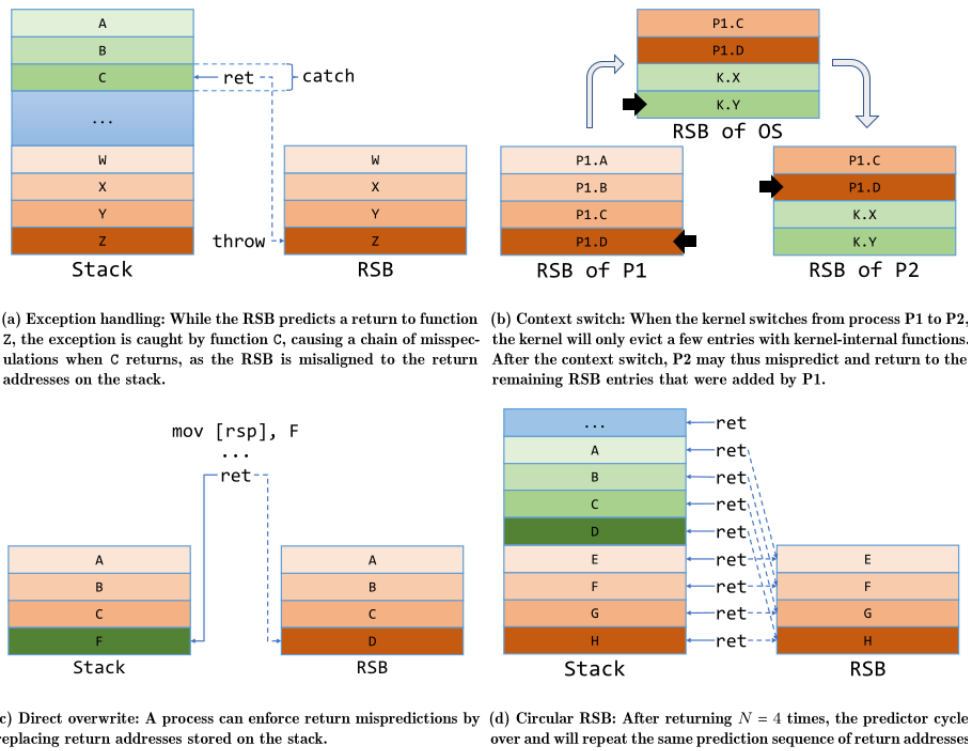 A
B
C
...
W
X
Y
Z
Stack
ret
catch
throw
W
X
Y
Z
RSB
(a) Exception handling: While the RSB predicts a return to function
Z, the exception is caught by function C, causing a chain of misspec-
ulations when C returns, as the RSB is misaligned to the return
addresses on the stack.
P1.C
P1.D
K.X
K.Y
RSB of OS
P1.A
P1.B
P1.C
P1.D
RSB of P1
P1.C
P1.D
K.X
K.Y
RSB of P2
(b) Context switch: When the kernel switches from process P1 to P2,
the kernel will only evict a few entries with kernel-internal functions.
After the context switch, P2 may thus mispredict and return to the
remaining RSB entries that were added by P1.
mov [rsp], F
...
ret
A
B
C
F
Stack
A
B
C
D
RSB
c) Direct overwrite: A process can enforce return mispredictions by
replacing return addresses stored on the stack.
...
A
B
C
D
E
F
G
H
Stack
ret
ret
ret
ret
ret
ret
ret
ret
ret
E
F
G
H
RSB
(d) Circular RSB: After returning N = 4 times, the predictor cycle
over and will repeat the same prediction sequence of return addresses